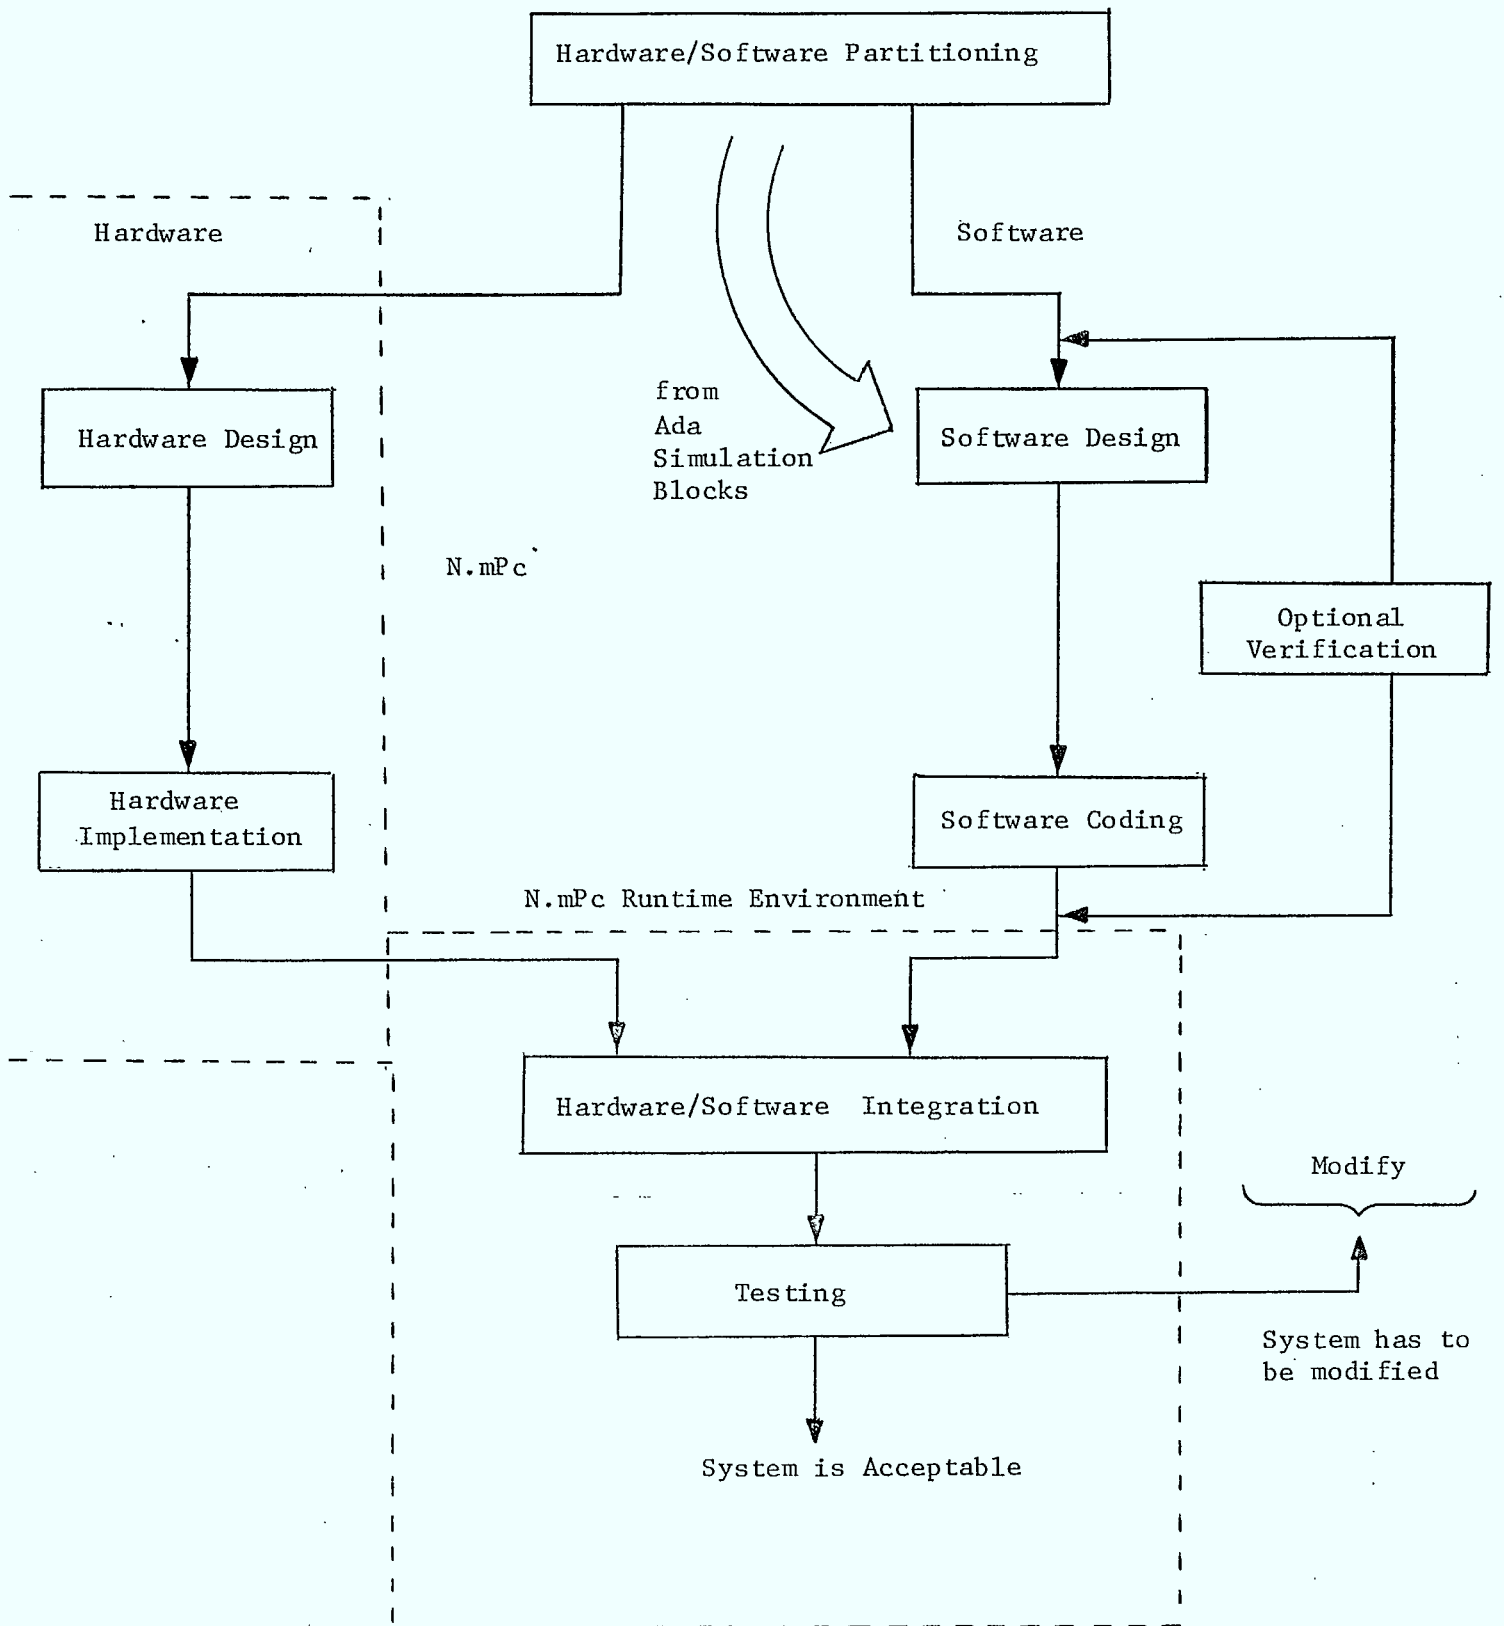 Hardware/Software Partitioning
Hardware
Software
from
Ada
Simulation
Blocks
Hardware Design
Software Design
N.mPc
Optional
Verification
Hardware
Implementation
Software Coding
N.mPc Runtime Environment
Hardware/Software Integration
Modify
Testing
System has to
be modified
System is Acceptable